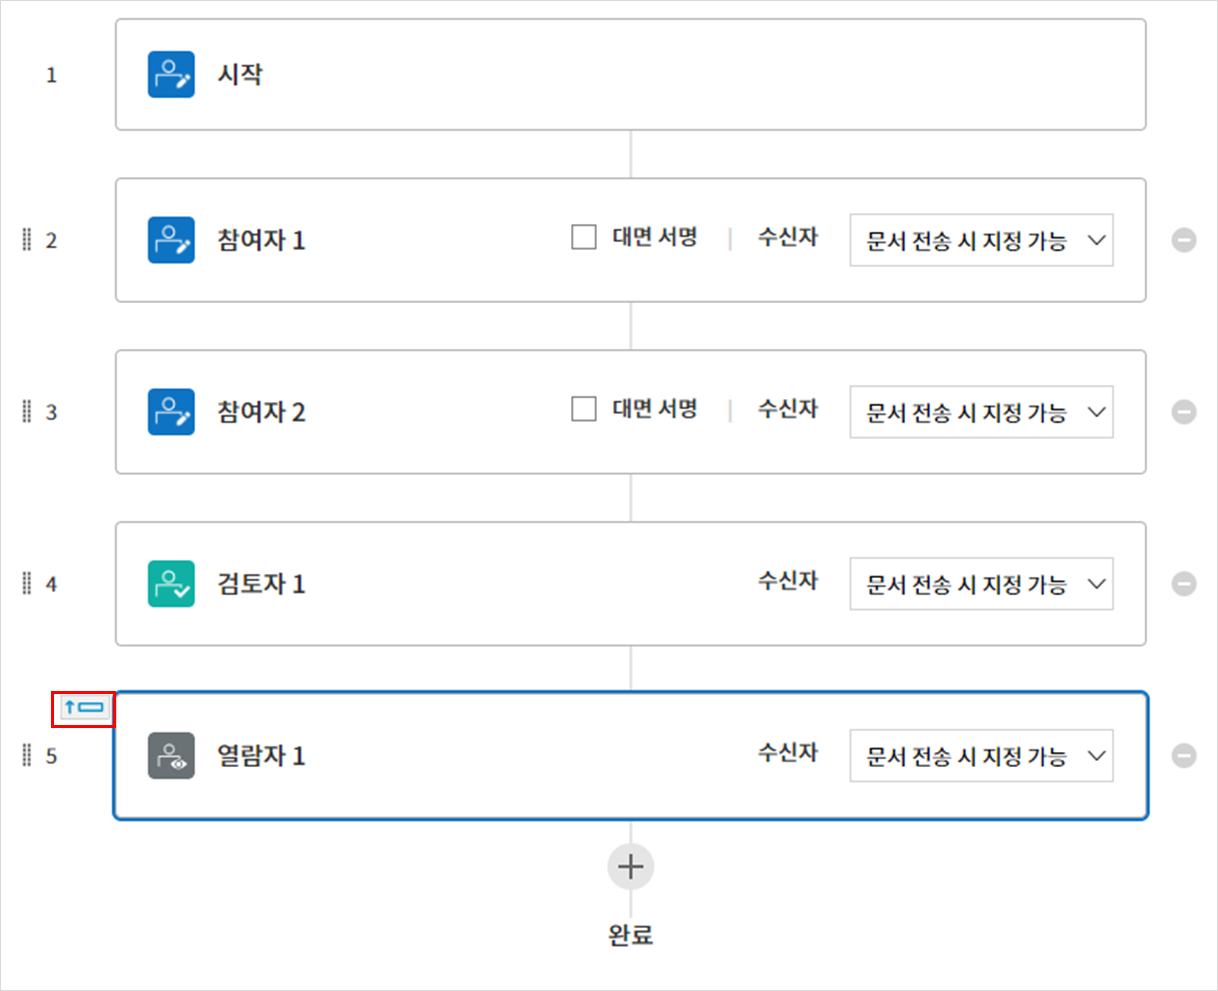 1 시작
2 참여자 1 대면 서명 | 수신자 문서 전송 시 지정 가능
3 참여자 2 대면 서명 | 수신자 문서 전송 시 지정 가능
4 검토자 1 수신자 문서 전송 시 지정 가능
5 열람자 1 수신자 문서 전송 시 지정 가능
완료